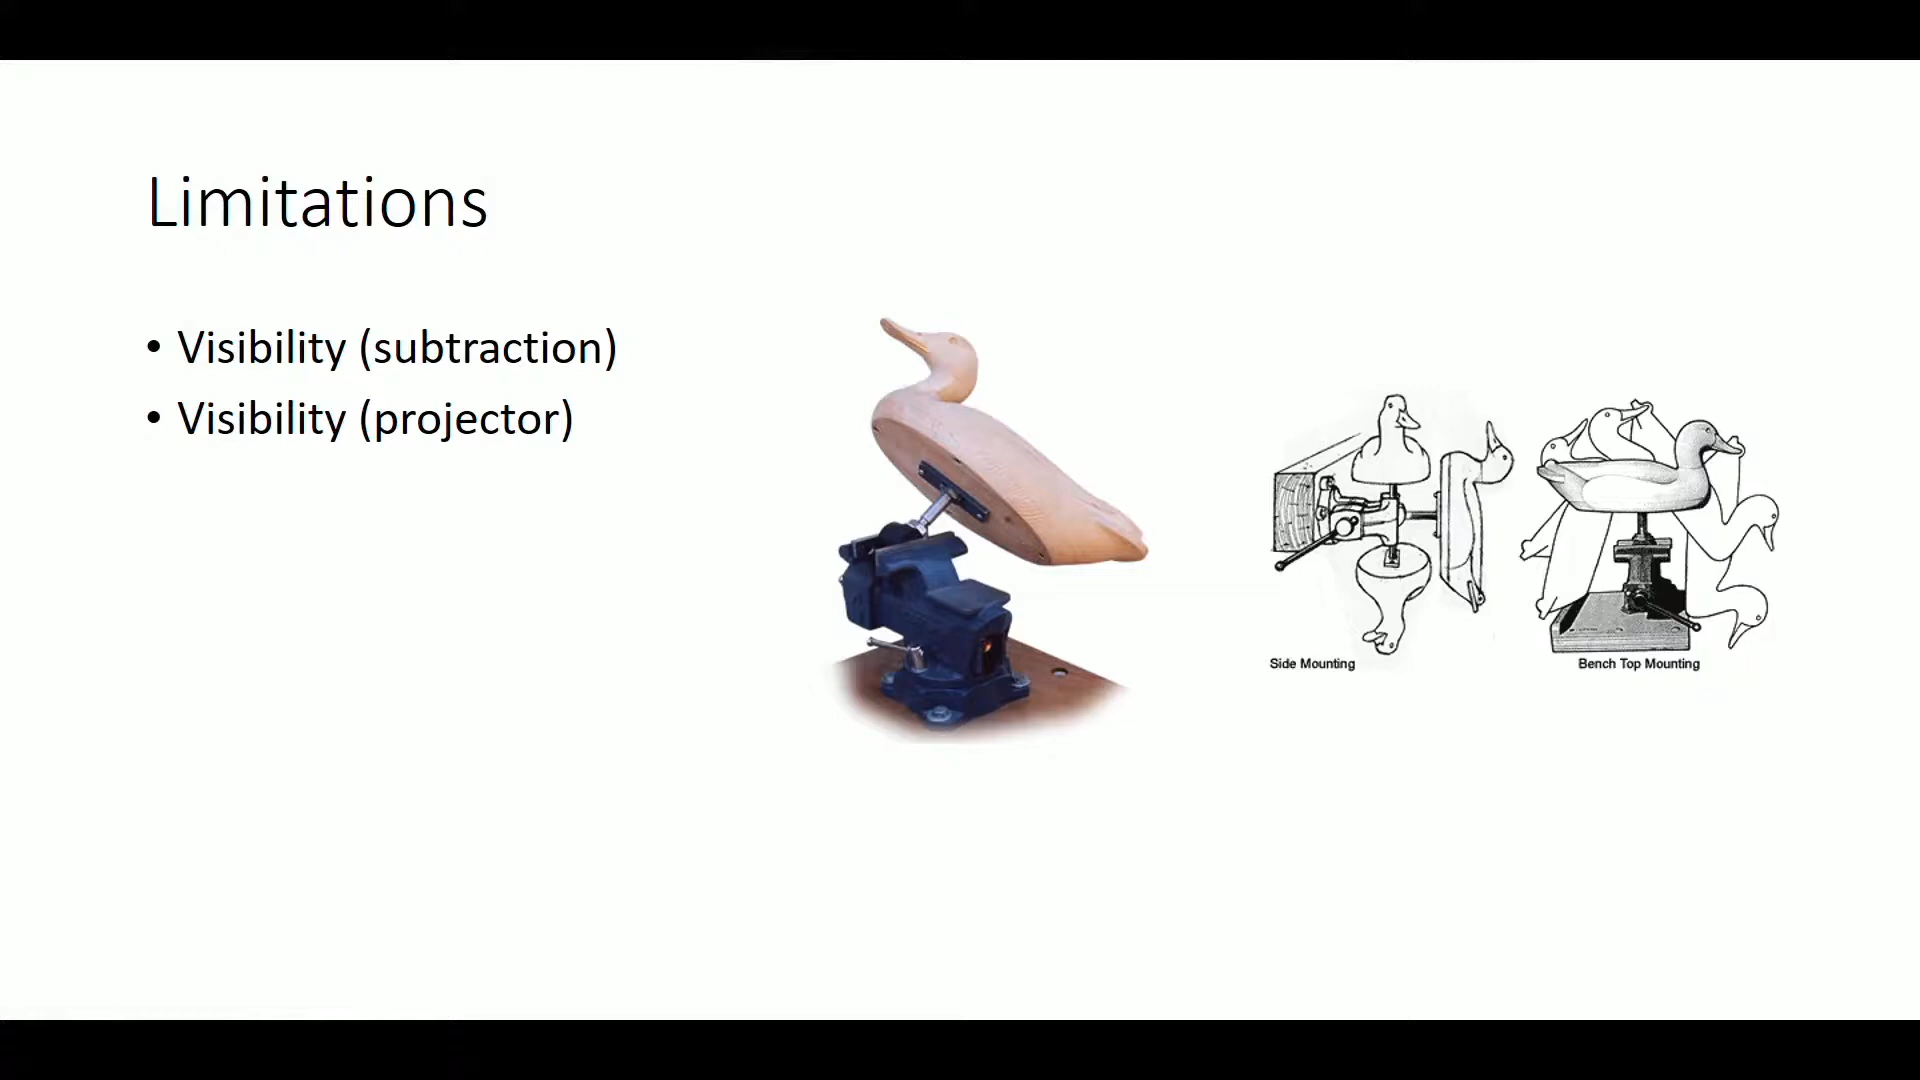 Limitations
• Visibility (subtraction)
• Visibility (projector)
Side Mounting
Bench Top Mounting